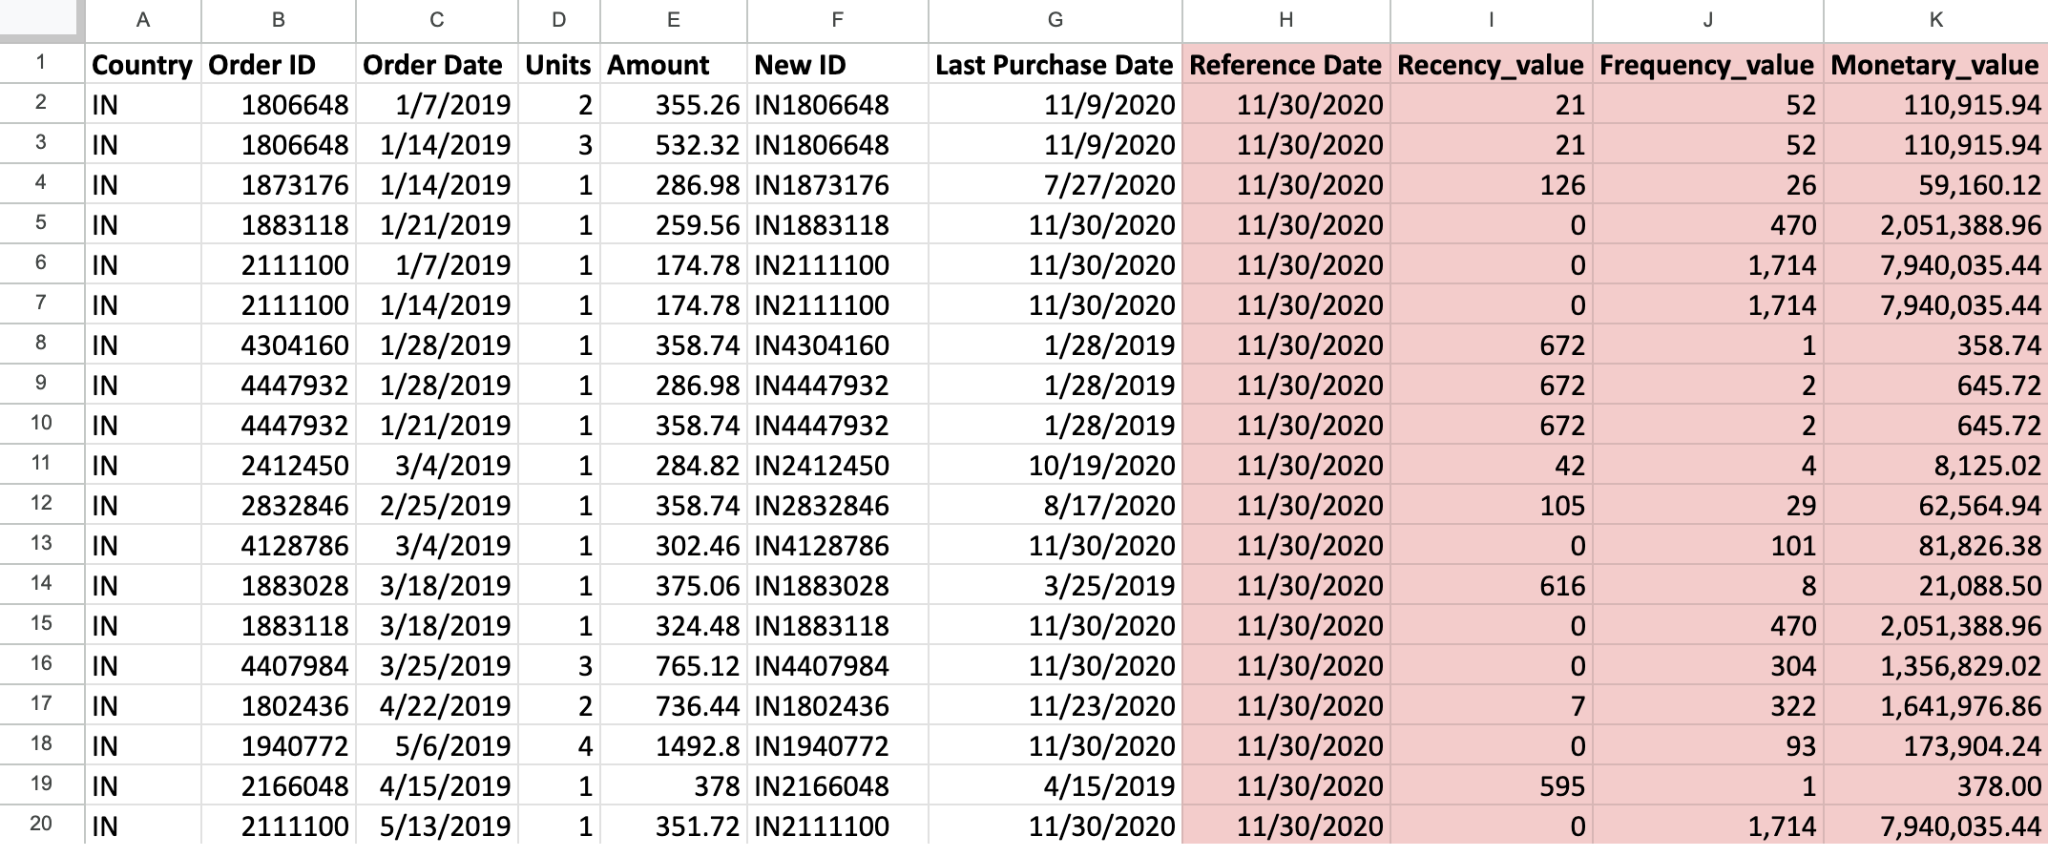 A B C D E F G H I J K
1 Country Order ID Order Date Units Amount New ID Last Purchase Date Reference Date Recency_value Frequency_value Monetary_value
2 IN 1806648 1/7/2019 2 355.26 IN1806648 11/9/2020 11/30/2020 21 52 110,915.94
3 IN 1806648 1/14/2019 3 532.32 IN1806648 11/9/2020 11/30/2020 21 52 110,915.94
4 IN 1873176 1/14/2019 1 286.98 IN1873176 7/27/2020 11/30/2020 126 26 59,160.12
5 IN 1883118 1/21/2019 1 259.56 IN1883118 11/30/2020 11/30/2020 0 470 2,051,388.96
6 IN 2111100 1/7/2019 1 174.78 IN2111100 11/30/2020 11/30/2020 0 1,714 7,940,035.44
7 IN 2111100 1/14/2019 1 174.78 IN2111100 11/30/2020 11/30/2020 0 1,714 7,940,035.44
8 IN 4304160 1/28/2019 1 358.74 IN4304160 1/28/2019 11/30/2020 672 1 358.74
9 IN 4447932 1/28/2019 1 286.98 IN4447932 1/28/2019 11/30/2020 672 2 645.72
10 IN 4447932 1/21/2019 1 358.74 IN4447932 1/28/2019 11/30/2020 672 2 645.72
11 IN 2412450 3/4/2019 1 284.82 IN2412450 10/19/2020 11/30/2020 42 4 8,125.02
12 IN 2832846 2/25/2019 1 358.74 IN2832846 8/17/2020 11/30/2020 105 29 62,564.94
13 IN 4128786 3/4/2019 1 302.46 IN4128786 11/30/2020 11/30/2020 0 101 81,826.38
14 IN 1883028 3/18/2019 1 375.06 IN1883028 3/25/2019 11/30/2020 616 8 21,088.50
15 IN 1883118 3/18/2019 1 324.48 IN1883118 11/30/2020 11/30/2020 0 470 2,051,388.96
16 IN 4407984 3/25/2019 3 765.12 IN4407984 11/30/2020 11/30/2020 0 304 1,356,829.02
17 IN 1802436 4/22/2019 2 736.44 IN1802436 11/23/2020 11/30/2020 7 322 1,641,976.86
18 IN 1940772 5/6/2019 4 1492.8 IN1940772 11/30/2020 11/30/2020 0 93 173,904.24
19 IN 2166048 4/15/2019 1 378 IN2166048 4/15/2019 11/30/2020 595 1 378.00
20 IN 2111100 5/13/2019 1 351.72 IN2111100 11/30/2020 11/30/2020 0 1,714 7,940,035.44